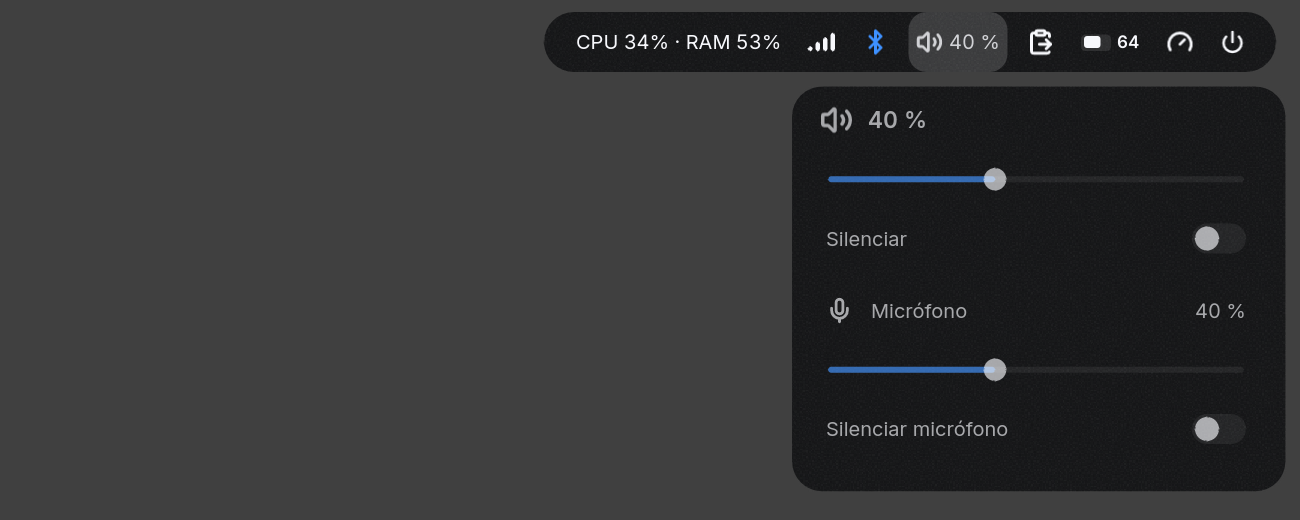 CPU 34% · RAM 53%
40 %
64
40 %
Silenciar
Micrófono
40 %
Silenciar micrófono